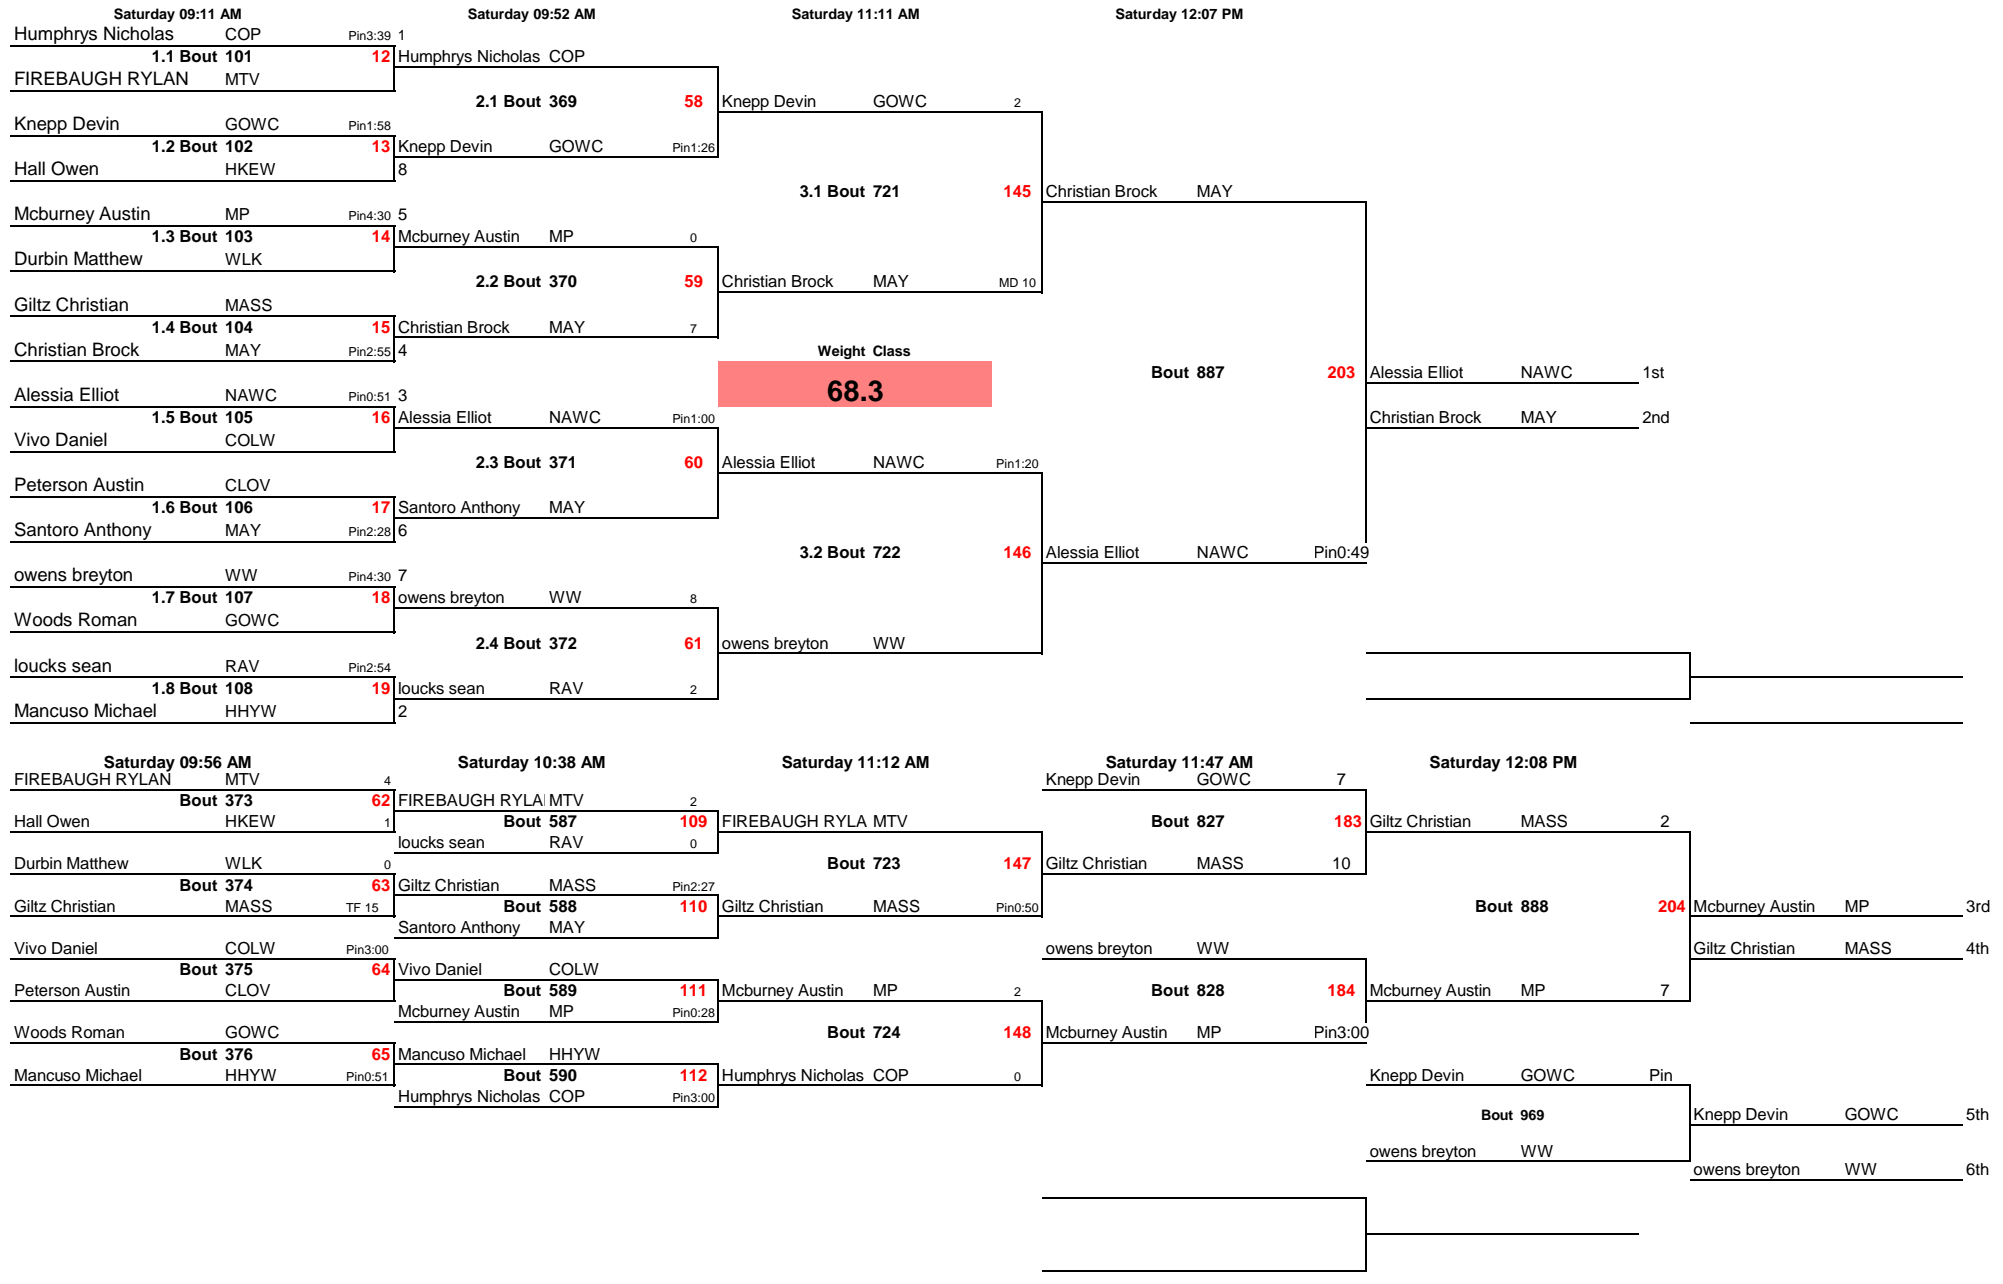 Saturday 09:11 AM Saturday 09:52 AM Saturday 11:11 AM Saturday 12:07 PM
Humphrys Nicholas COP Pin3:39 1
1.1 Bout 101 12 Humphrys Nicholas COP
FIREBAUGH RYLAN MTV
2.1 Bout 369 58 Knepp Devin GOWC 2
Knepp Devin GOWC Pin1:58
1.2 Bout 102 13 Knepp Devin GOWC Pin1:26
Hall Owen HKEW 8
3.1 Bout 721 145 Christian Brock MAY
Mcburney Austin MP Pin4:30 5
1.3 Bout 103 14 Mcburney Austin MP 0
Durbin Matthew WLK
2.2 Bout 370 59 Christian Brock MAY MD 10
Giltz Christian MASS
1.4 Bout 104 15 Christian Brock MAY 7
Christian Brock MAY Pin2:55 4 Weight Class
Bout 887 203 Alessia Elliot NAWC 1st
68.3
Alessia Elliot NAWC Pin0:51 3
1.5 Bout 105 16 Alessia Elliot NAWC Pin1:00 Christian Brock MAY 2nd
Vivo Daniel COLW
2.3 Bout 371 60 Alessia Elliot NAWC Pin1:20
Peterson Austin CLOV
1.6 Bout 106 17 Santoro Anthony MAY
Santoro Anthony MAY Pin2:28 6
3.2 Bout 722 146 Alessia Elliot NAWC Pin0:49
owens breyton WW Pin4:30 7
1.7 Bout 107 18 owens breyton WW 8
Woods Roman GOWC
2.4 Bout 372 61 owens breyton WW
loucks sean RAV Pin2:54
1.8 Bout 108 19 loucks sean RAV 2
Mancuso Michael HHYW 2
Saturday 09:56 AM Saturday 10:38 AM Saturday 11:12 AM Saturday 11:47 AM Saturday 12:08 PM
FIREBAUGH RYLAN MTV 4 Knepp Devin GOWC 7
Bout 373 62 FIREBAUGH RYLA MTV 2
Hall Owen HKEW 1 Bout 587 109 FIREBAUGH RYLA MTV Bout 827 183 Giltz Christian MASS 2
loucks sean RAV 0
Durbin Matthew WLK 0 Bout 723 147 Giltz Christian MASS 10
Bout 374 63 Giltz Christian MASS Pin2:27
Giltz Christian MASS TF 15 Bout 588 110 Giltz Christian MASS Pin0:50 Bout 888 204 Mcburney Austin MP 3rd
Santoro Anthony MAY
Vivo Daniel COLW Pin3:00 owens breyton WW Giltz Christian MASS 4th
Bout 375 64 Vivo Daniel COLW
Peterson Austin CLOV Bout 589 111 Mcburney Austin MP 2 Bout 828 184 Mcburney Austin MP 7
Mcburney Austin MP Pin0:28
Woods Roman GOWC Bout 724 148 Mcburney Austin MP Pin3:00
Bout 376 65 Mancuso Michael HHYW
Mancuso Michael HHYW Pin0:51 Bout 590 112 Humphrys Nicholas COP 0 Knepp Devin GOWC Pin
Humphrys Nicholas COP Pin3:00
Bout 969 Knepp Devin GOWC 5th
owens breyton WW
owens breyton WW 6th